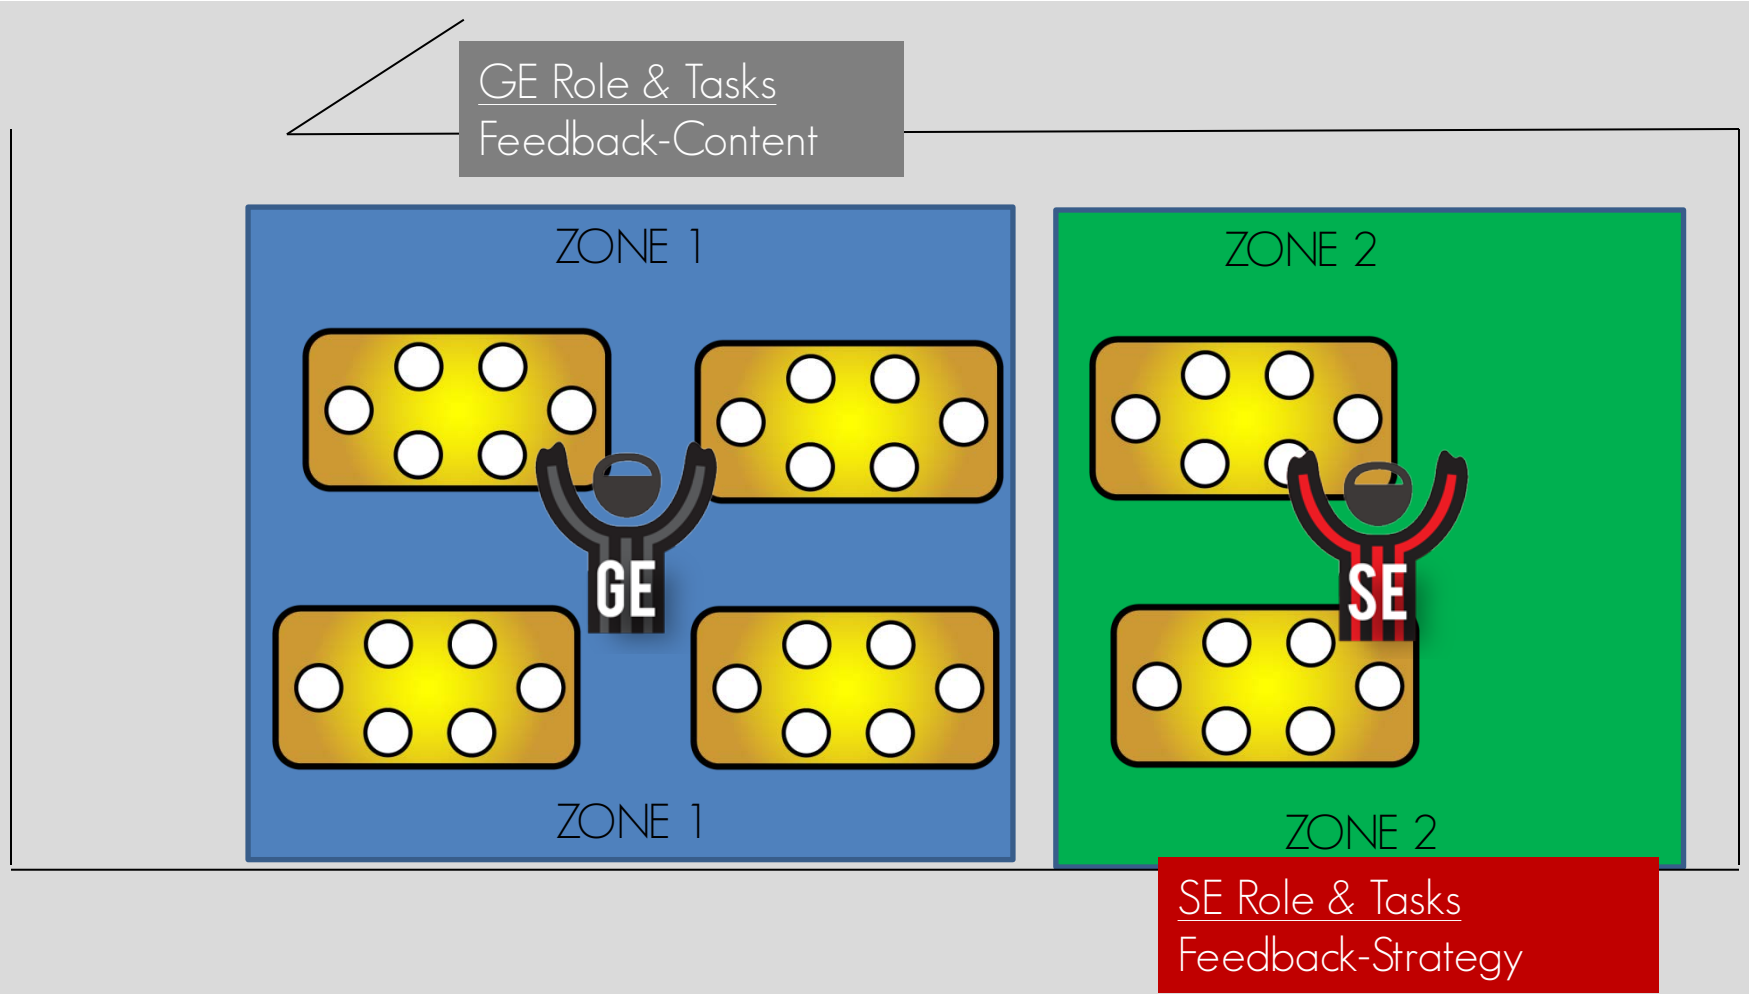 GE Role & Tasks
Feedback-Content
ZONE 1
ZONE 2
GE
SE
ZONE 1
ZONE 2
SE Role & Tasks
Feedback-Strategy